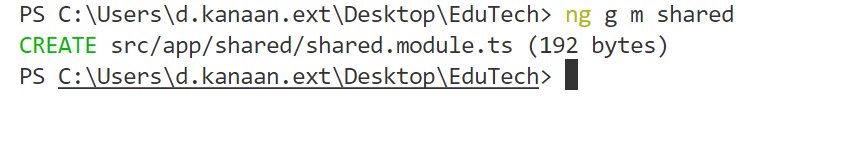 PS C:\Users\d.kanaan.ext\Desktop\EduTech> ng g m shared
CREATE src/app/shared/shared.module.ts (192 bytes)
PS C:\Users\d.kanaan.ext\Desktop\EduTech>